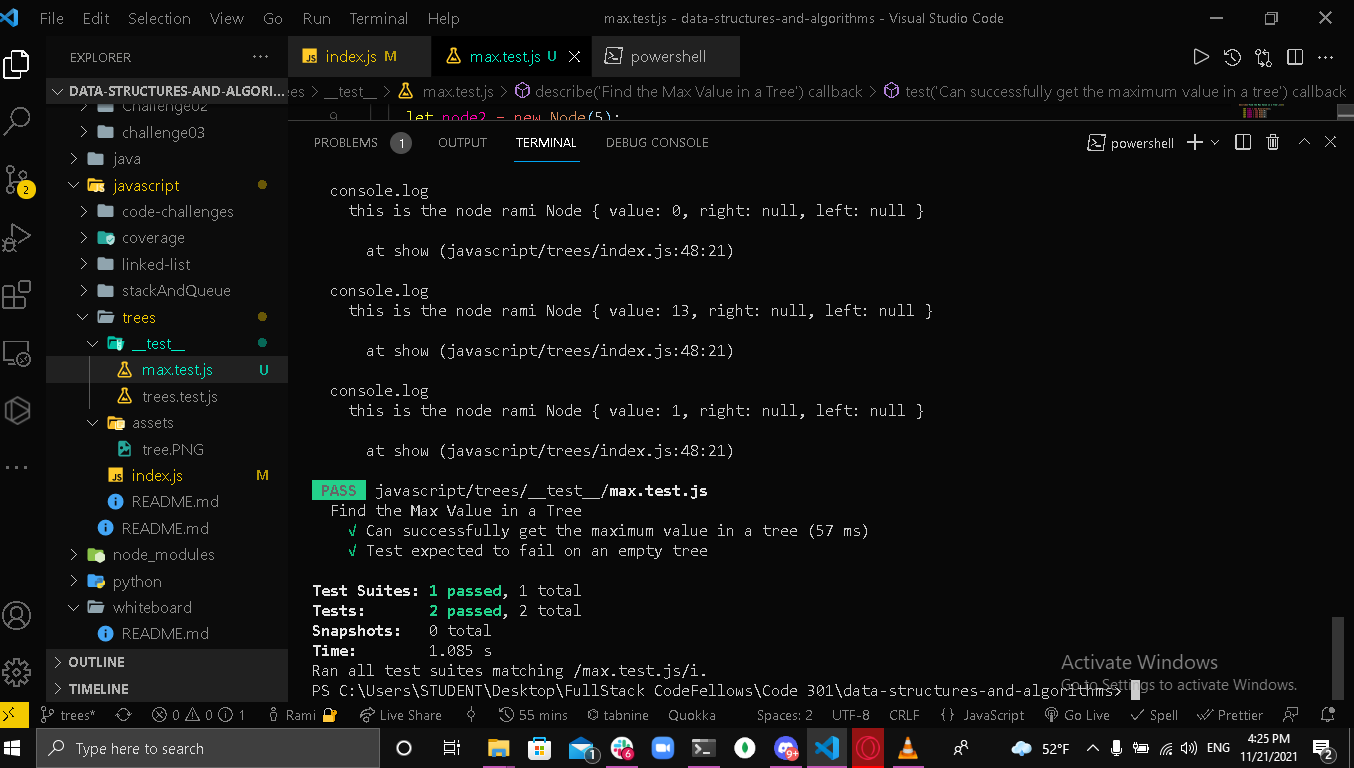 File Edit Selection View Go Run Terminal Help max.test.js - data-structures-and-algorithms - Visual Studio Code
EXPLORER ...
index.js M
max.test.js U
powershell
DATA-STRUCTURES-AND-ALGORI...
es > __test__ > max.test.js > describe('Find the Max Value in a Tree') callback > test('Can successfully get the maximum value in a tree') callback
9 let node2 = new Node(5);
Challenge02
challenge03
java
javascript
code-challenges
coverage
linked-list
stackAndQueue
trees
__test__
max.test.js U
trees.test.js
assets
tree.PNG
index.js M
README.md
README.md
node_modules
python
whiteboard
README.md
OUTLINE
TIMELINE
2
PROBLEMS 1 OUTPUT TERMINAL DEBUG CONSOLE powershell
console.log
this is the node rami Node { value: 0, right: null, left: null }
at show (javascript/trees/index.js:48:21)
console.log
this is the node rami Node { value: 13, right: null, left: null }
at show (javascript/trees/index.js:48:21)
console.log
this is the node rami Node { value: 1, right: null, left: null }
at show (javascript/trees/index.js:48:21)
PASS javascript/trees/__test__/max.test.js
Find the Max Value in a Tree
√ Can successfully get the maximum value in a tree (57 ms)
√ Test expected to fail on an empty tree
Test Suites: 1 passed, 1 total
Tests: 2 passed, 2 total
Snapshots: 0 total
Time: 1.085 s
Ran all test suites matching /max.test.js/i.
PS C:\Users\STUDENT\Desktop\FullStack CodeFellows\Code 301\data-structures-and-algorithms>
Activate Windows
Go to Settings to activate Windows.
trees* 0 0 1 Rami Live Share 55 mins tabnine Quokka Spaces: 2 UTF-8 CRLF {} JavaScript Go Live Spell Prettier
Type here to search
1
6
9+
52°F
ENG
4:25 PM
11/21/2021
2